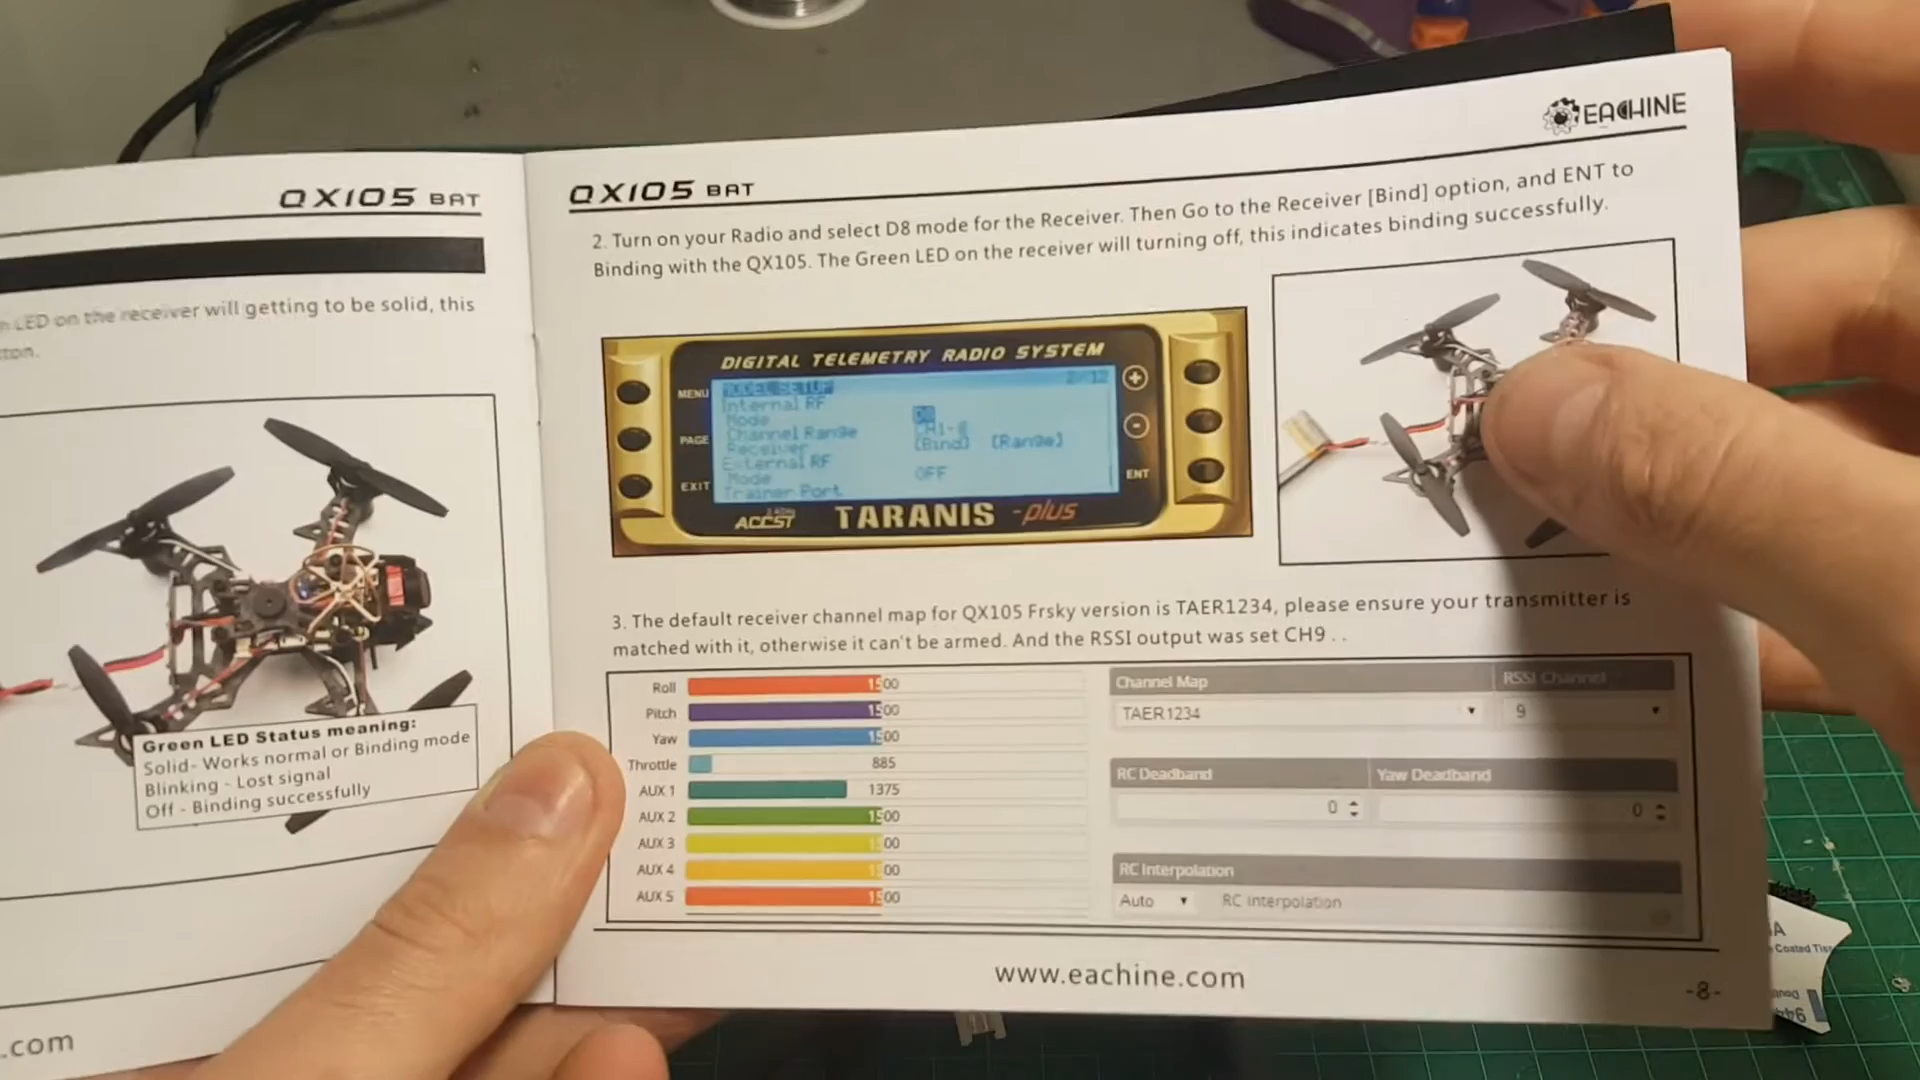 QX105 BAT
LED on the receiver will getting to be solid, this
Green LED Status meaning:
Solid- Works normal or Binding mode
Blinking - Lost signal
Off - Binding successfully
.com
EACHINE
QX105 BAT
2. Turn on your Radio and select D8 mode for the Receiver. Then Go to the Receiver [Bind] option, and ENT to
Binding with the QX105. The Green LED on the receiver will turning off, this indicates binding successfully.
DIGITAL TELEMETRY RADIO SYSTEM
MENU
PAGE
EXIT
MODEL SETUP 2/12
Internal RF
Mode
Channel Range CH1-8
Receiver [Bind] [Range]
External RF
Mode OFF
Trainer Port
+
-
ENT
ACCST TARANIS -plus
3. The default receiver channel map for QX105 Frsky version is TAER1234, please ensure your transmitter is
matched with it, otherwise it can't be armed. And the RSSI output was set CH9 . .
Roll 1500
Pitch 1500
Yaw 1500
Throttle 885
AUX 1 1375
AUX 2 1500
AUX 3 1500
AUX 4 1500
AUX 5 1500
Channel Map RSSI Channel
TAER1234 9
RC Deadband Yaw Deadband
0 0
RC Interpolation
Auto RC Interpolation
www.eachine.com
-8-